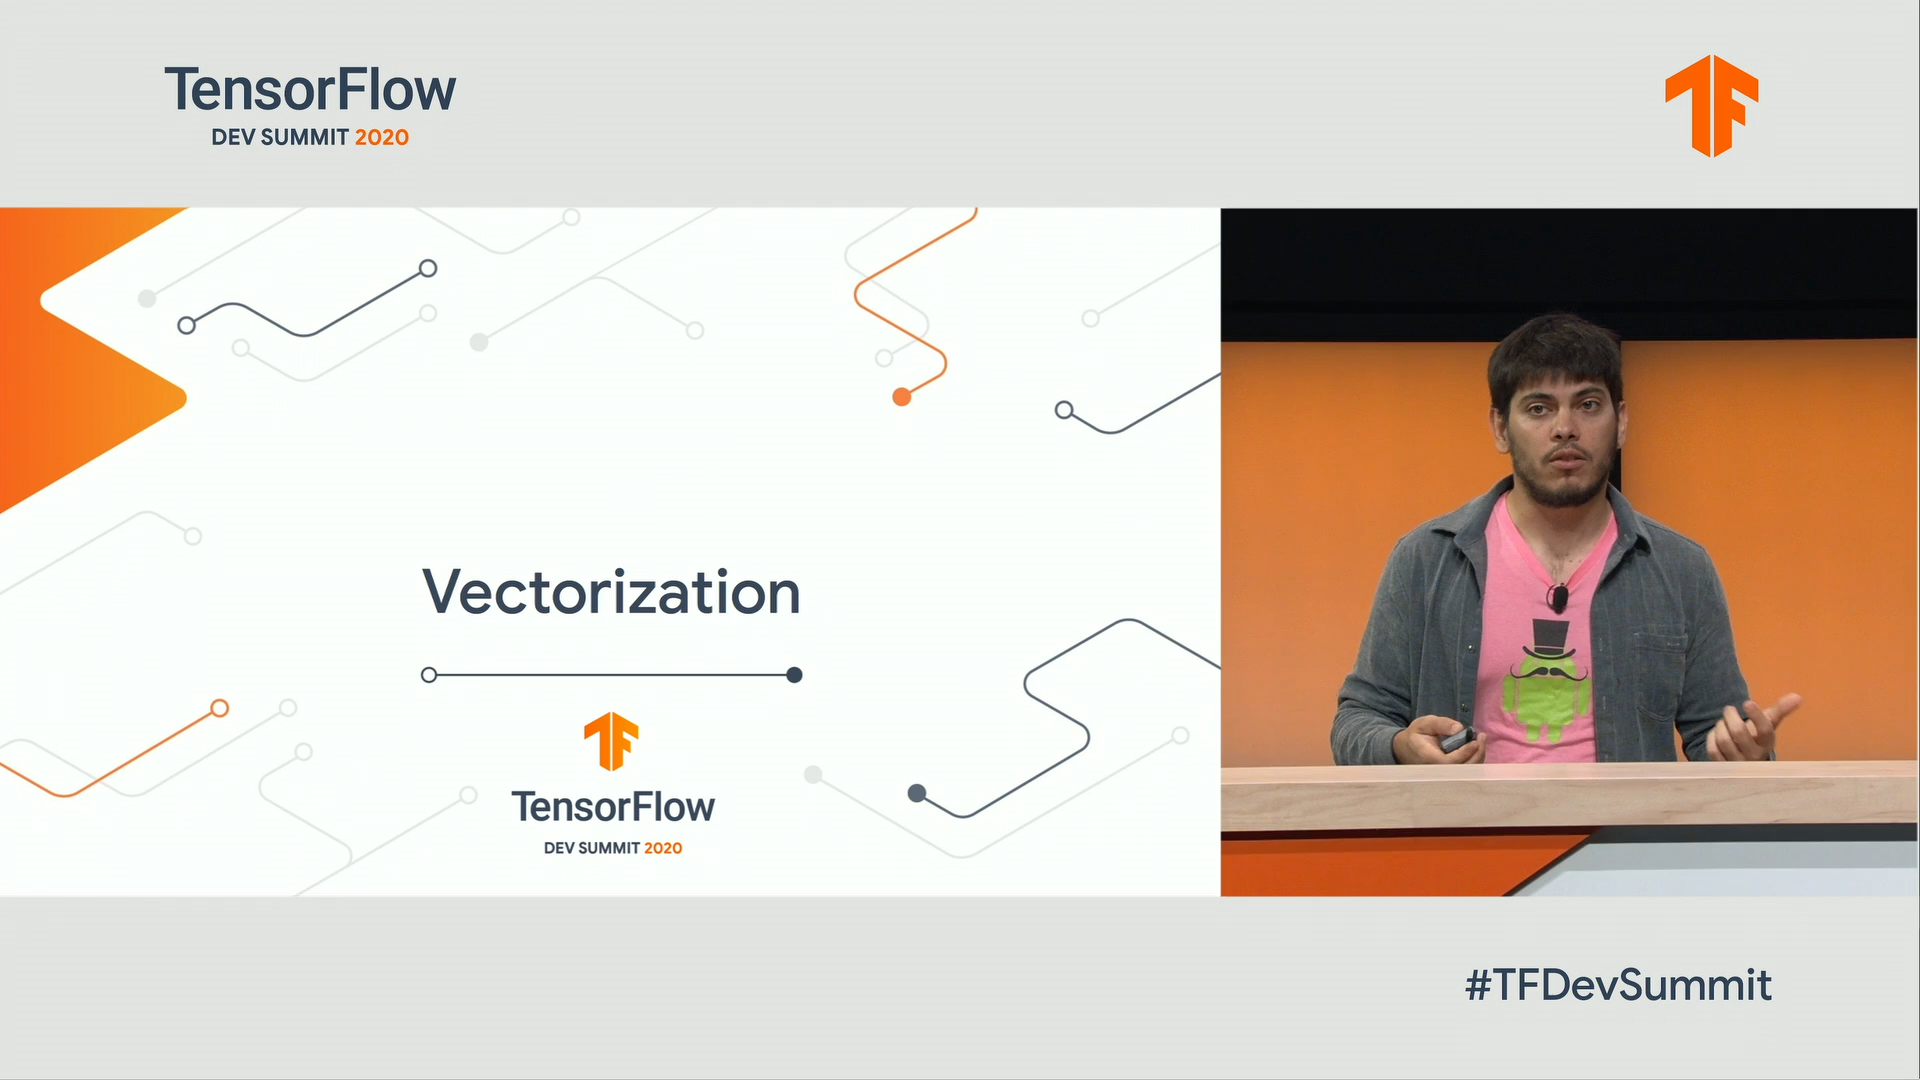 TensorFlow
DEV SUMMIT 2020
Vectorization
TensorFlow
DEV SUMMIT 2020
#TFDevSummit